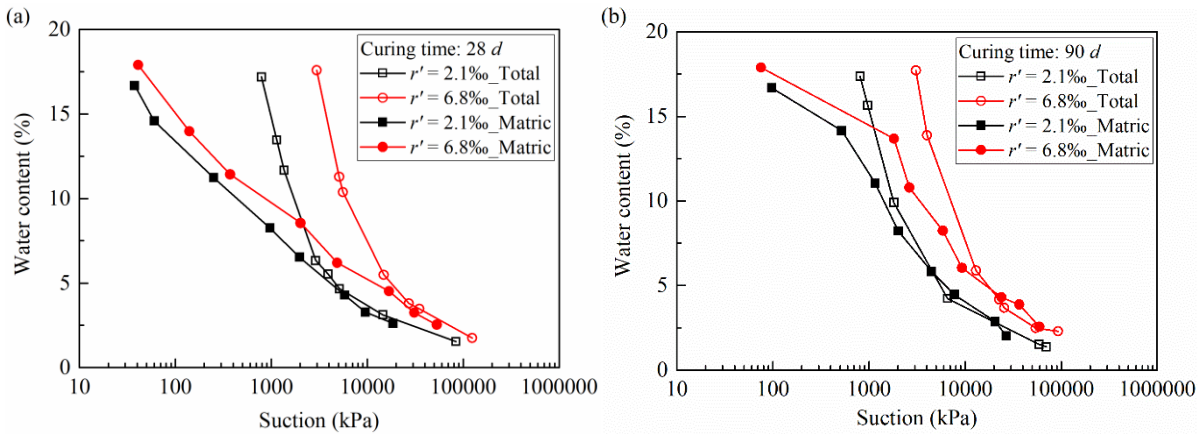 (a)
20
15
10
5
0
Water content (%)
Curing time: 28 d
r' = 2.1‰_Total
r' = 6.8‰_Total
r' = 2.1‰_Matric
r' = 6.8‰_Matric
10 100 1000 10000 100000 1000000
Suction (kPa)
(b)
20
15
10
5
0
Water content (%)
Curing time: 90 d
r' = 2.1‰_Total
r' = 6.8‰_Total
r' = 2.1‰_Matric
r' = 6.8‰_Matric
10 100 1000 10000 100000 1000000
Suction (kPa)